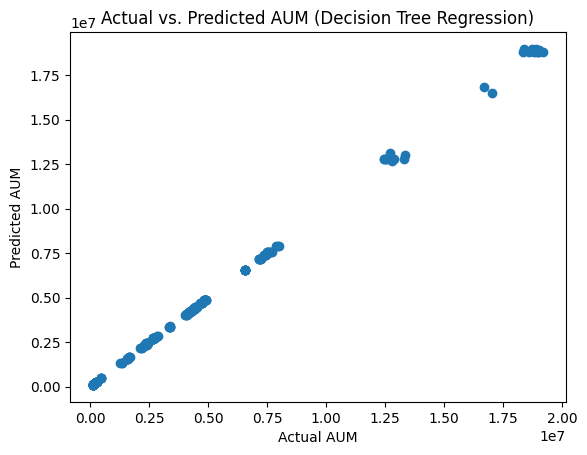 Actual vs. Predicted AUM (Decision Tree Regression)
1e7
1.75
1.50
1.25
1.00
0.75
0.50
0.25
0.00
Predicted AUM
0.00 0.25 0.50 0.75 1.00 1.25 1.50 1.75 2.00
1e7
Actual AUM